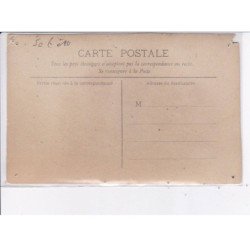 CARTE POSTALE
Tous les pays étrangers n'acceptent pas la correspondance au recto.
Se renseigner à la Poste
Partie réservée à la correspondance
Adresse du destinataire
M